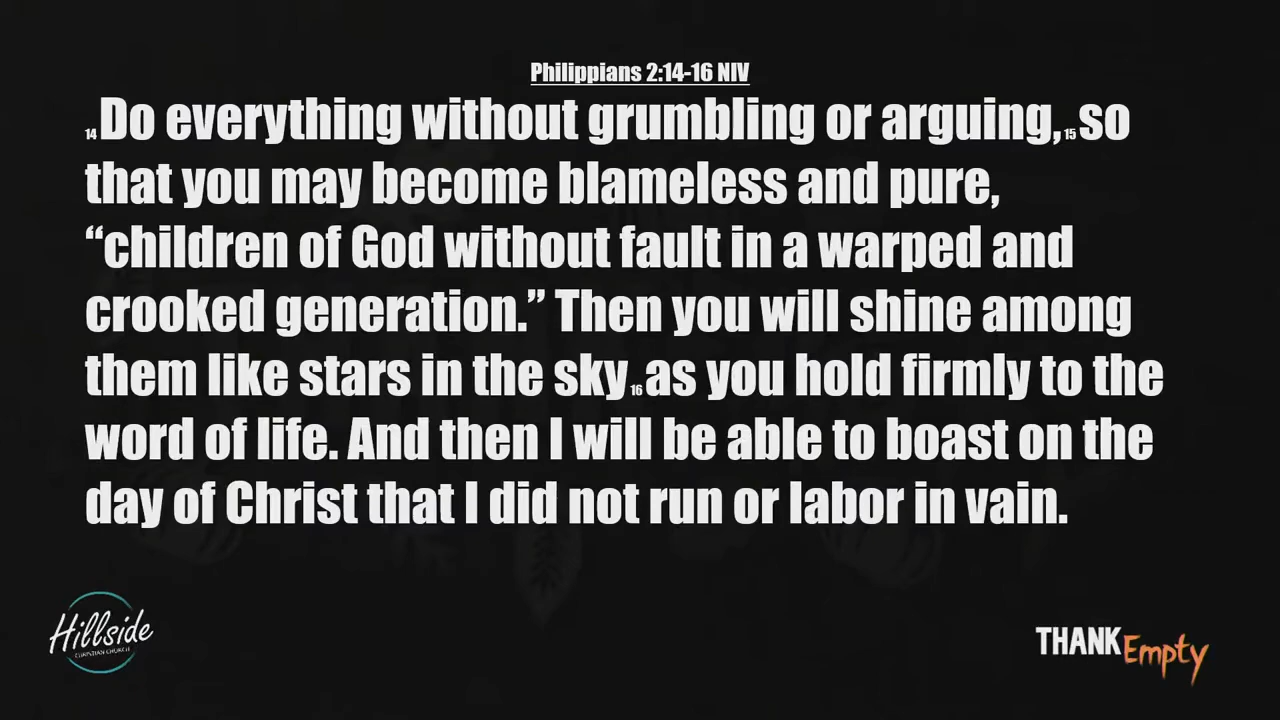 Philippians 2:14-16 NIV
14 Do everything without grumbling or arguing, 15 so
that you may become blameless and pure,
“children of God without fault in a warped and
crooked generation.” Then you will shine among
them like stars in the sky 16 as you hold firmly to the
word of life. And then I will be able to boast on the
day of Christ that I did not run or labor in vain.
Hillside
CHRISTIAN CHURCH
THANK Empty